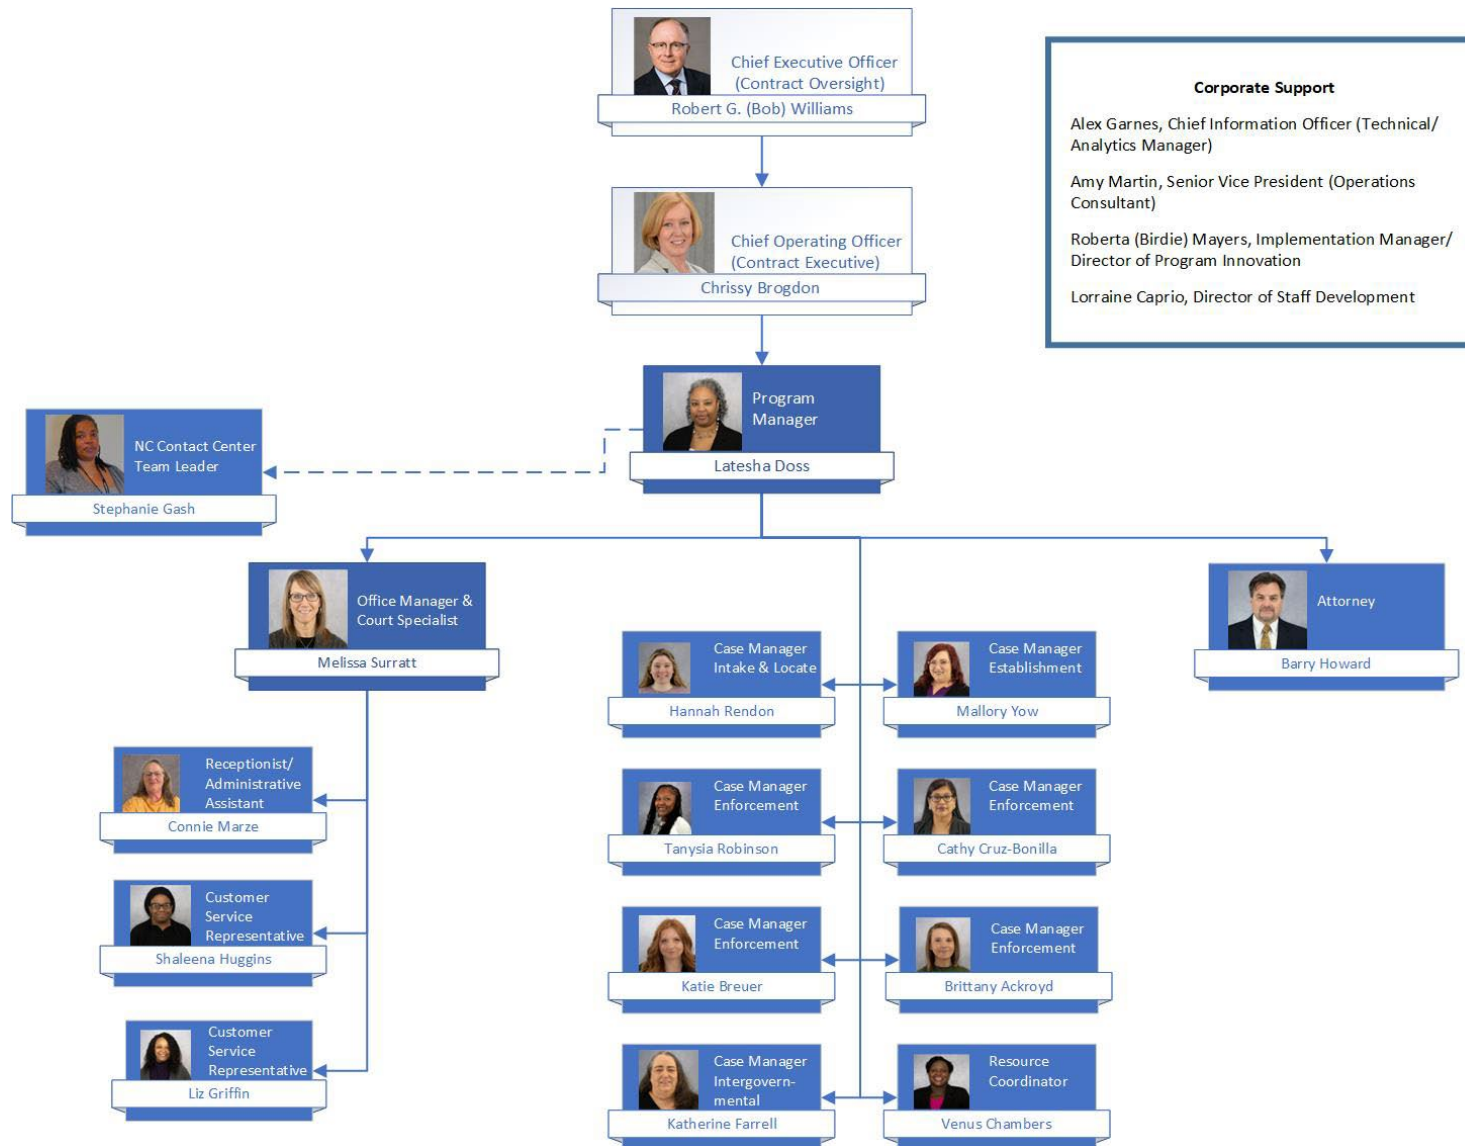 Chief Executive Officer
(Contract Oversight)
Robert G. (Bob) Williams
Corporate Support
Alex Garnes, Chief Information Officer (Technical/
Analytics Manager)
Amy Martin, Senior Vice President (Operations
Consultant)
Roberta (Birdie) Mayers, Implementation Manager/
Director of Program Innovation
Lorraine Caprio, Director of Staff Development
Chief Operating Officer
(Contract Executive)
Chrissy Brogdon
Program
Manager
Latesha Doss
NC Contact Center
Team Leader
Stephanie Gash
Office Manager &
Court Specialist
Melissa Surratt
Attorney
Barry Howard
Receptionist/
Administrative
Assistant
Connie Marze
Customer
Service
Representative
Shaleena Huggins
Customer
Service
Representative
Liz Griffin
Case Manager
Intake & Locate
Hannah Rendon
Case Manager
Establishment
Mallory Yow
Case Manager
Enforcement
Tanysia Robinson
Case Manager
Enforcement
Cathy Cruz-Bonilla
Case Manager
Enforcement
Katie Breuer
Case Manager
Enforcement
Brittany Ackroyd
Case Manager
Intergovern-
mental
Katherine Farrell
Resource
Coordinator
Venus Chambers